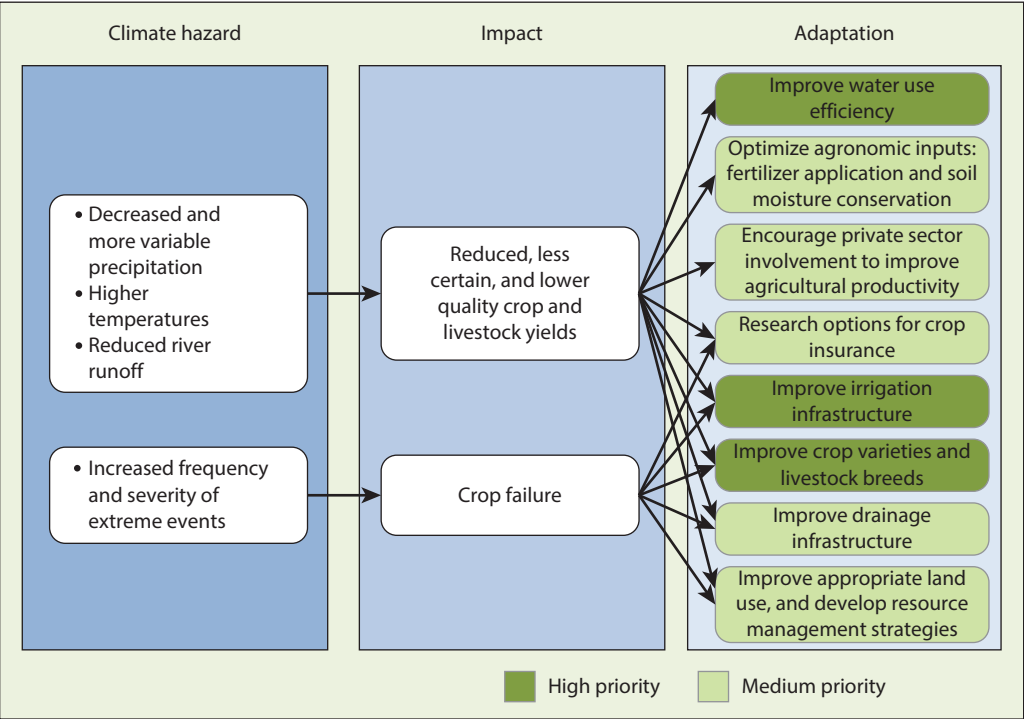 Climate hazard
Impact
Adaptation
• Decreased and
more variable
precipitation
• Higher
temperatures
• Reduced river
runoff
• Increased frequency
and severity of
extreme events
Reduced, less
certain, and lower
quality crop and
livestock yields
Crop failure
Improve water use
efficiency
Optimize agronomic inputs:
fertilizer application and soil
moisture conservation
Encourage private sector
involvement to improve
agricultural productivity
Research options for crop
insurance
Improve irrigation
infrastructure
Improve crop varieties and
livestock breeds
Improve drainage
infrastructure
Improve appropriate land
use, and develop resource
management strategies
High priority
Medium priority